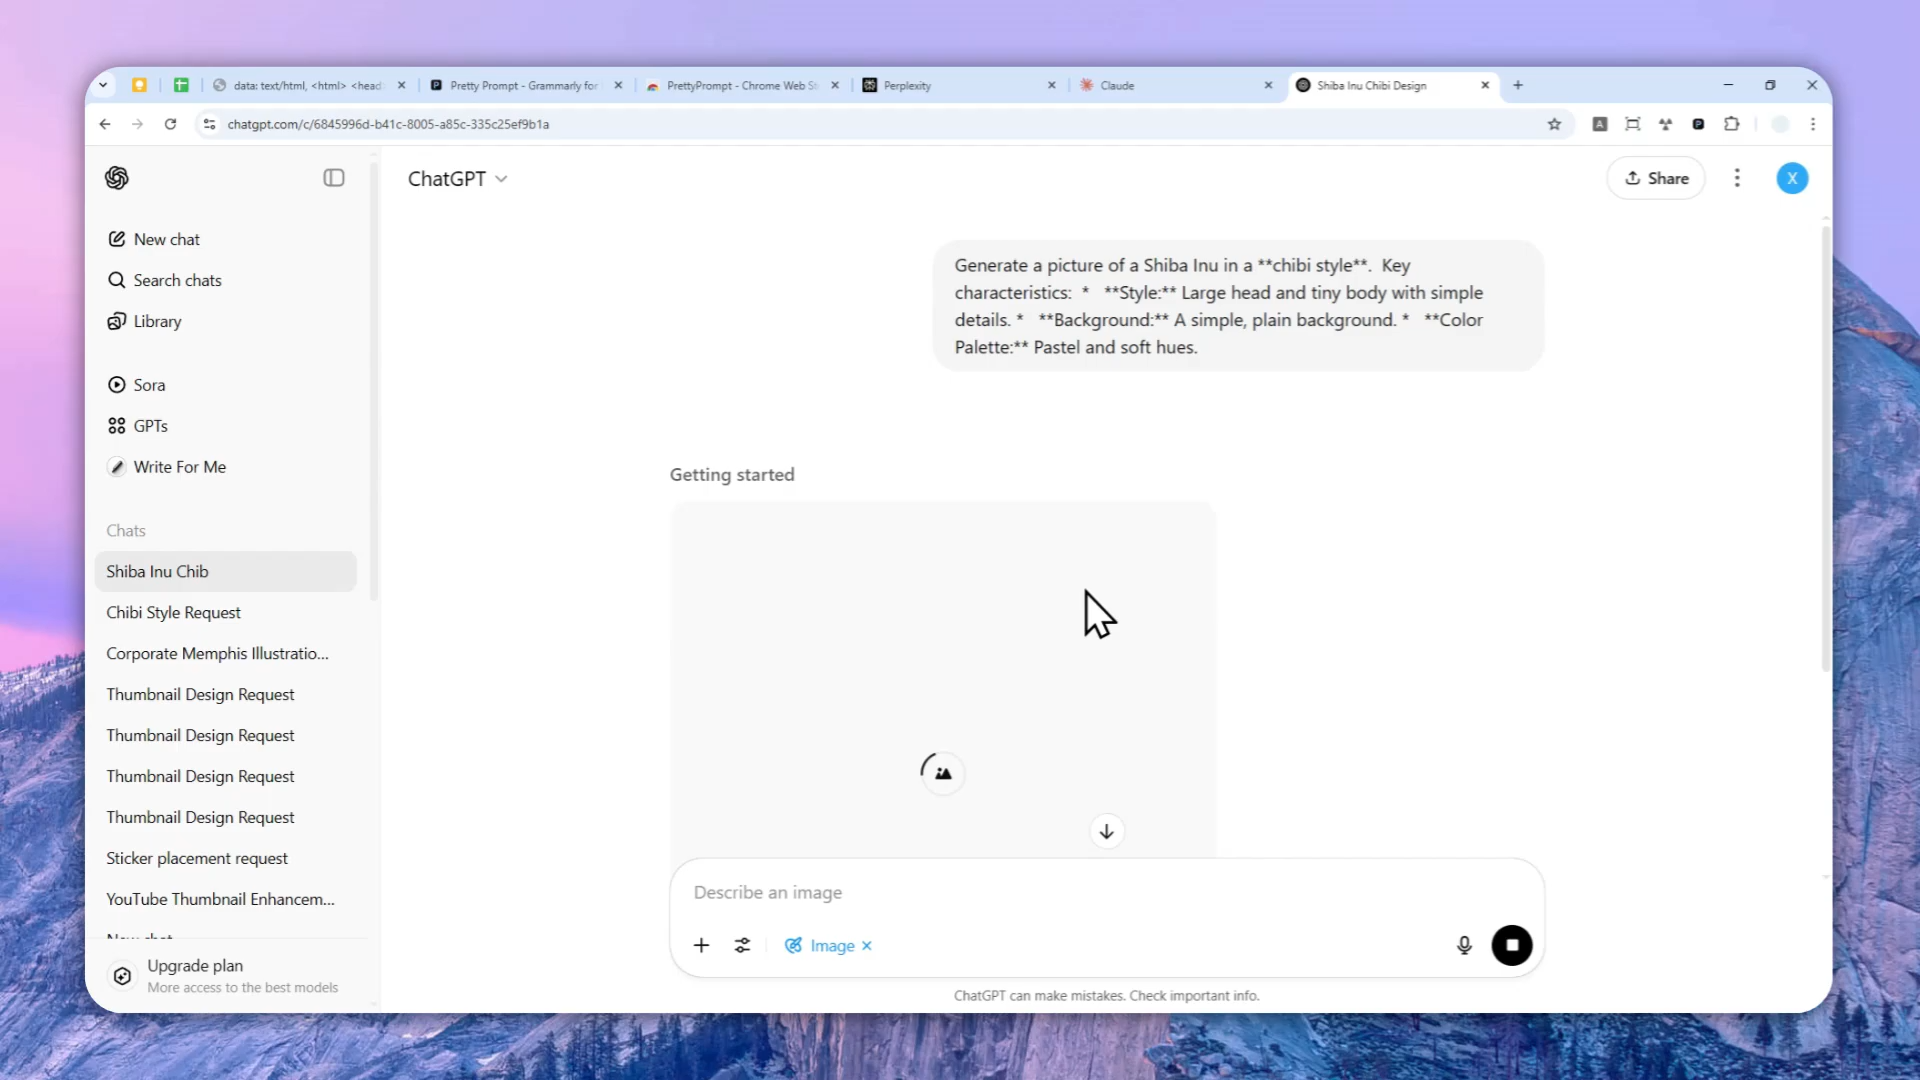 data: text/html, <html> <head
Pretty Prompt - Grammarly for
PrettyPrompt - Chrome Web St
Perplexity
Claude
Shiba Inu Chibi Design
chatgpt.com/c/6845996d-b41c-8005-a85c-335c25ef9b1a
ChatGPT
Share
X
New chat
Search chats
Library
Sora
GPTs
Write For Me
Chats
Shiba Inu Chib
Chibi Style Request
Corporate Memphis Illustratio...
Thumbnail Design Request
Thumbnail Design Request
Thumbnail Design Request
Thumbnail Design Request
Sticker placement request
YouTube Thumbnail Enhancem...
New chat
Upgrade plan
More access to the best models
Generate a picture of a Shiba Inu in a **chibi style**.  Key
characteristics:  *   **Style:** Large head and tiny body with simple
details. *   **Background:** A simple, plain background. *   **Color
Palette:** Pastel and soft hues.
Getting started
Describe an image
Image
ChatGPT can make mistakes. Check important info.